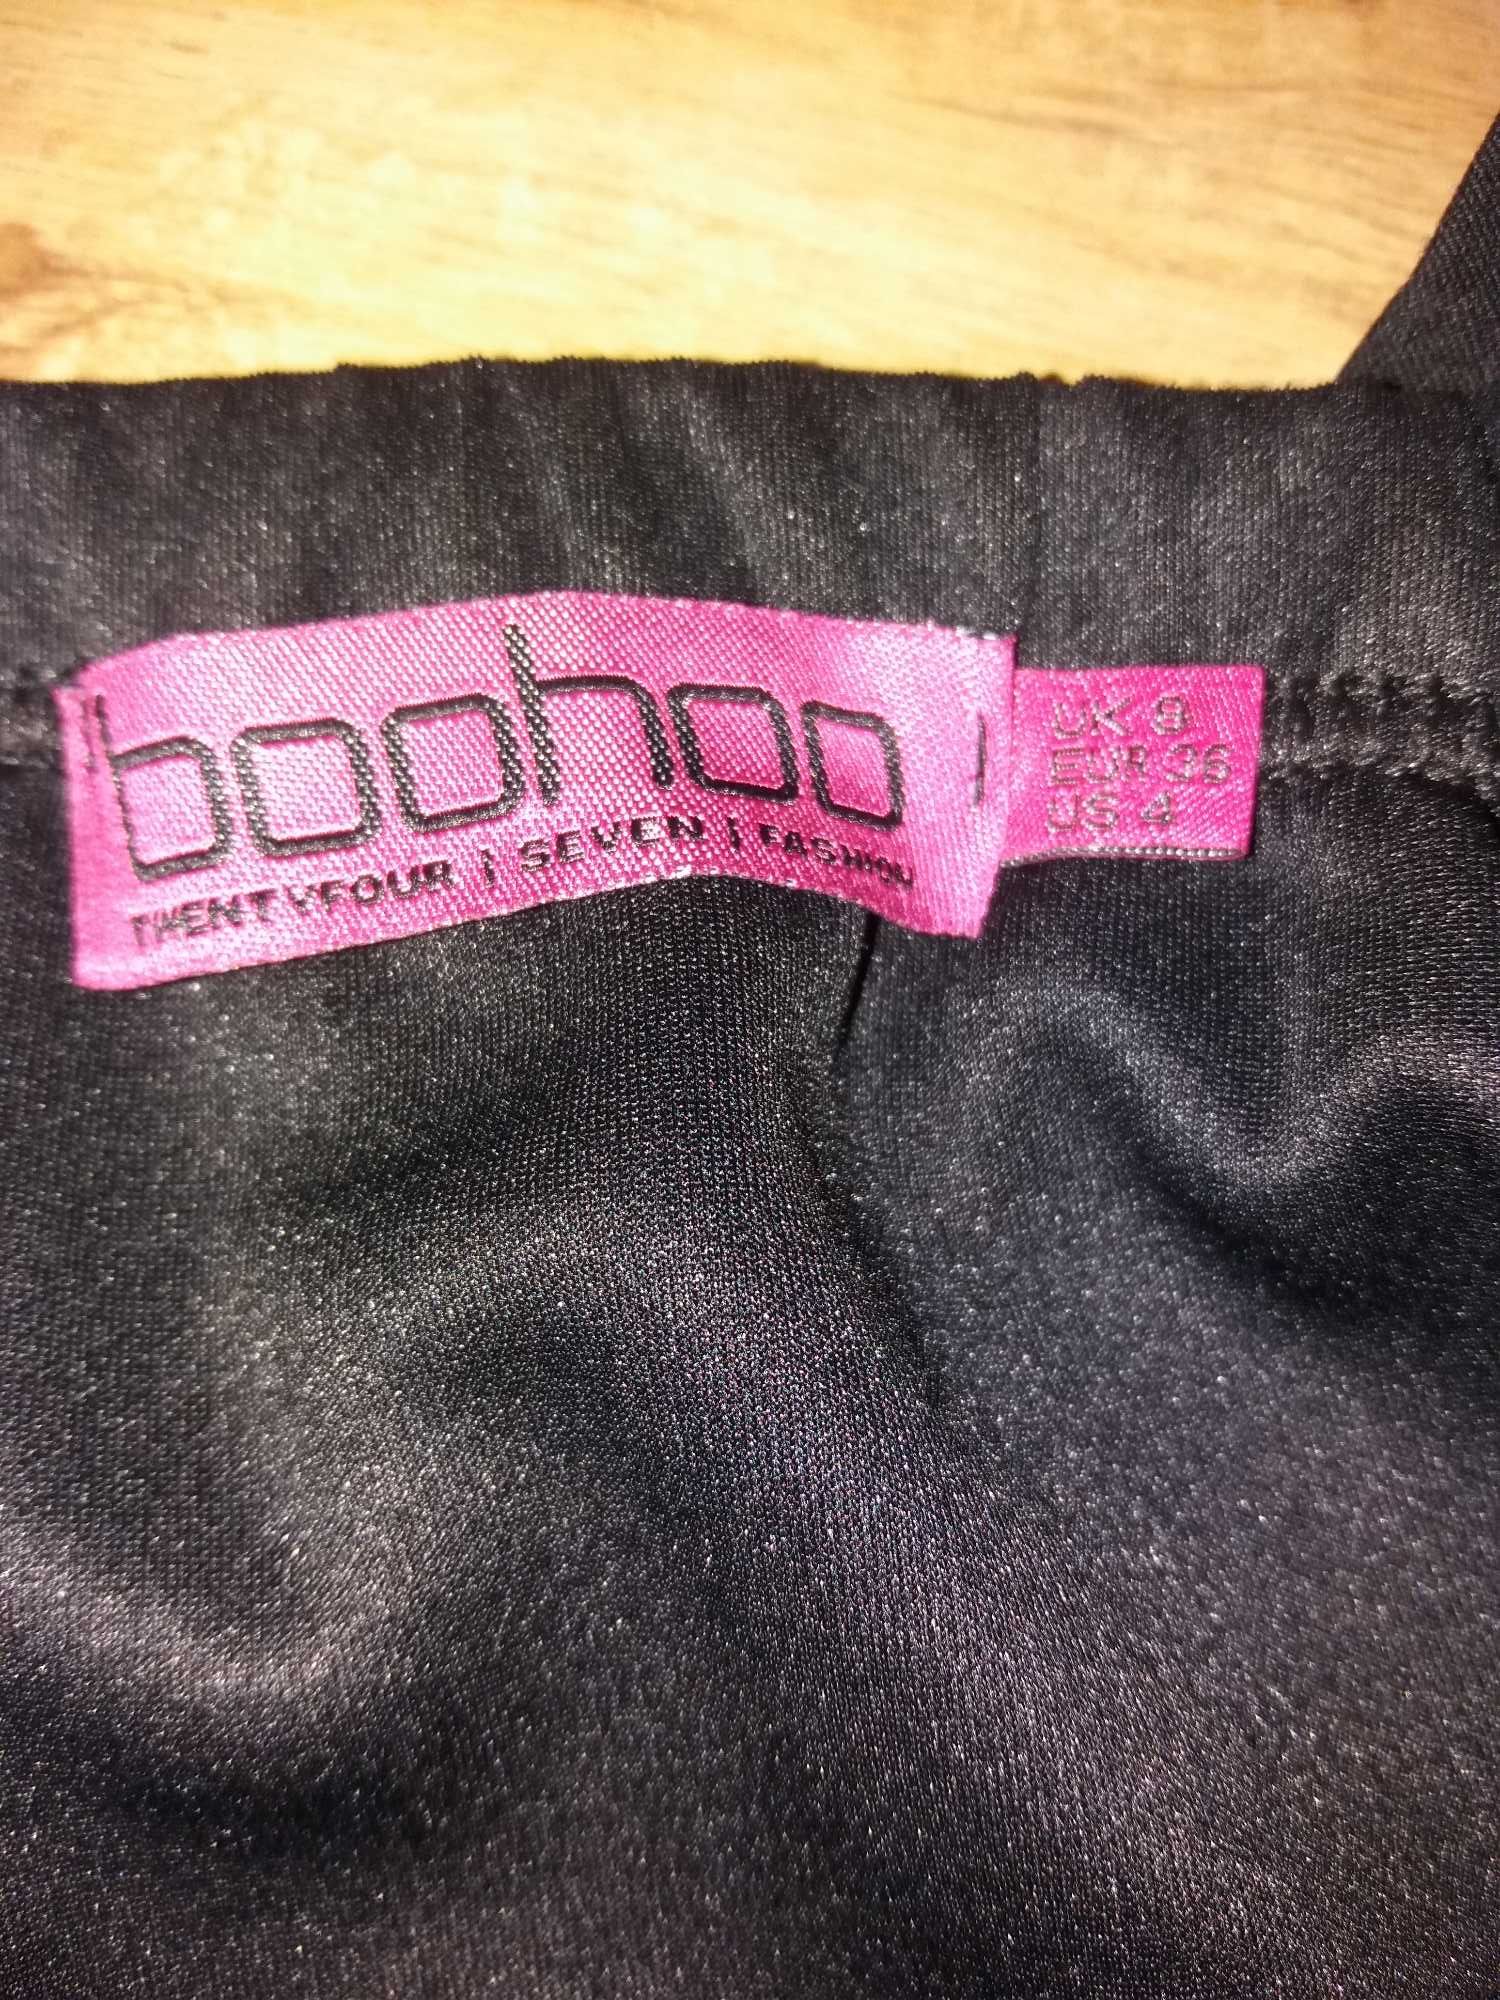 boohoo
TWENTYFOUR | SEVEN | FASHION
UK 8
EUR 36
US 4